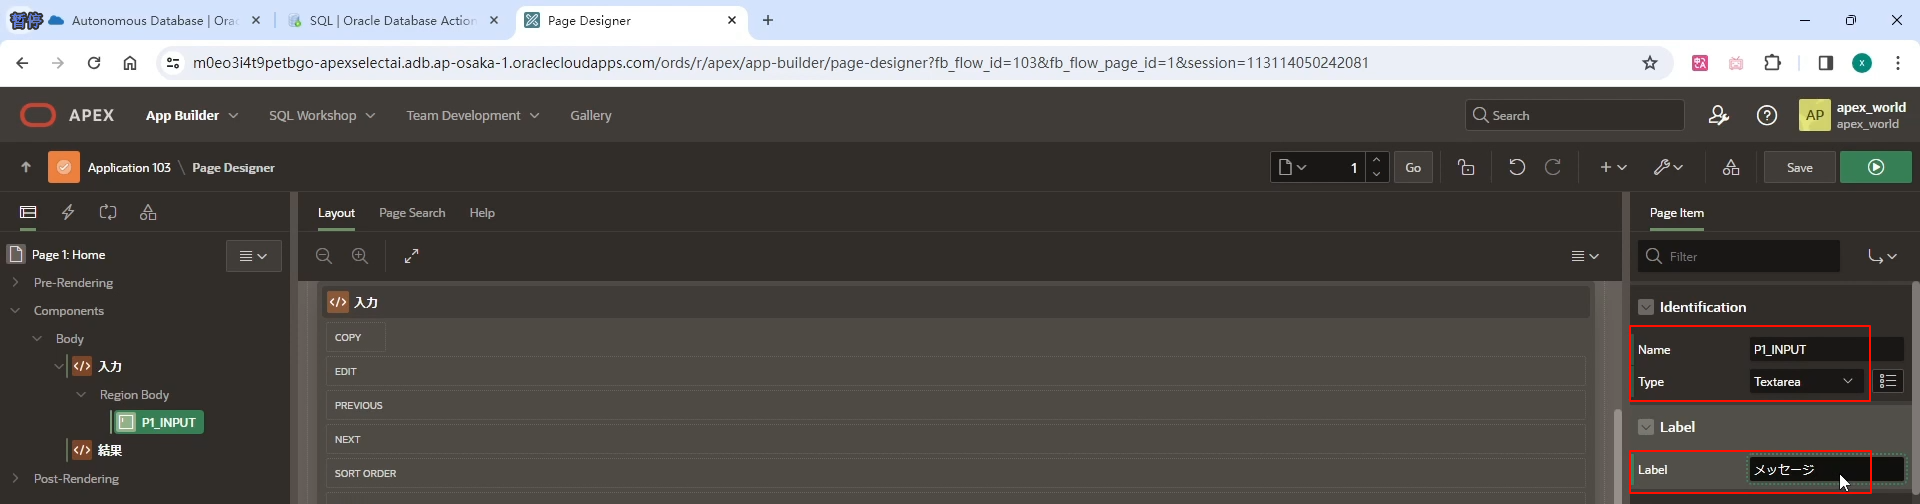 暂停 Autonomous Database | Ora SQL | Oracle Database Action Page Designer
m0eo3i4t9petbgo-apexselectai.adb.ap-osaka-1.oraclecloudapps.com/ords/r/apex/app-builder/page-designer?fb_flow_id=103&fb_flow_page_id=1&session=113114050242081
APEX App Builder SQL Workshop Team Development Gallery Search AP apex_world
apex_world
Application 103 \ Page Designer 1 Go Save
Layout Page Search Help Page Item
Page 1: Home Filter
Pre-Rendering
Components
Body
入力
Region Body
P1_INPUT
結果
Post-Rendering
入力
COPY
EDIT
PREVIOUS
NEXT
SORT ORDER
Identification
Name P1_INPUT
Type Textarea
Label
Label メッセージ